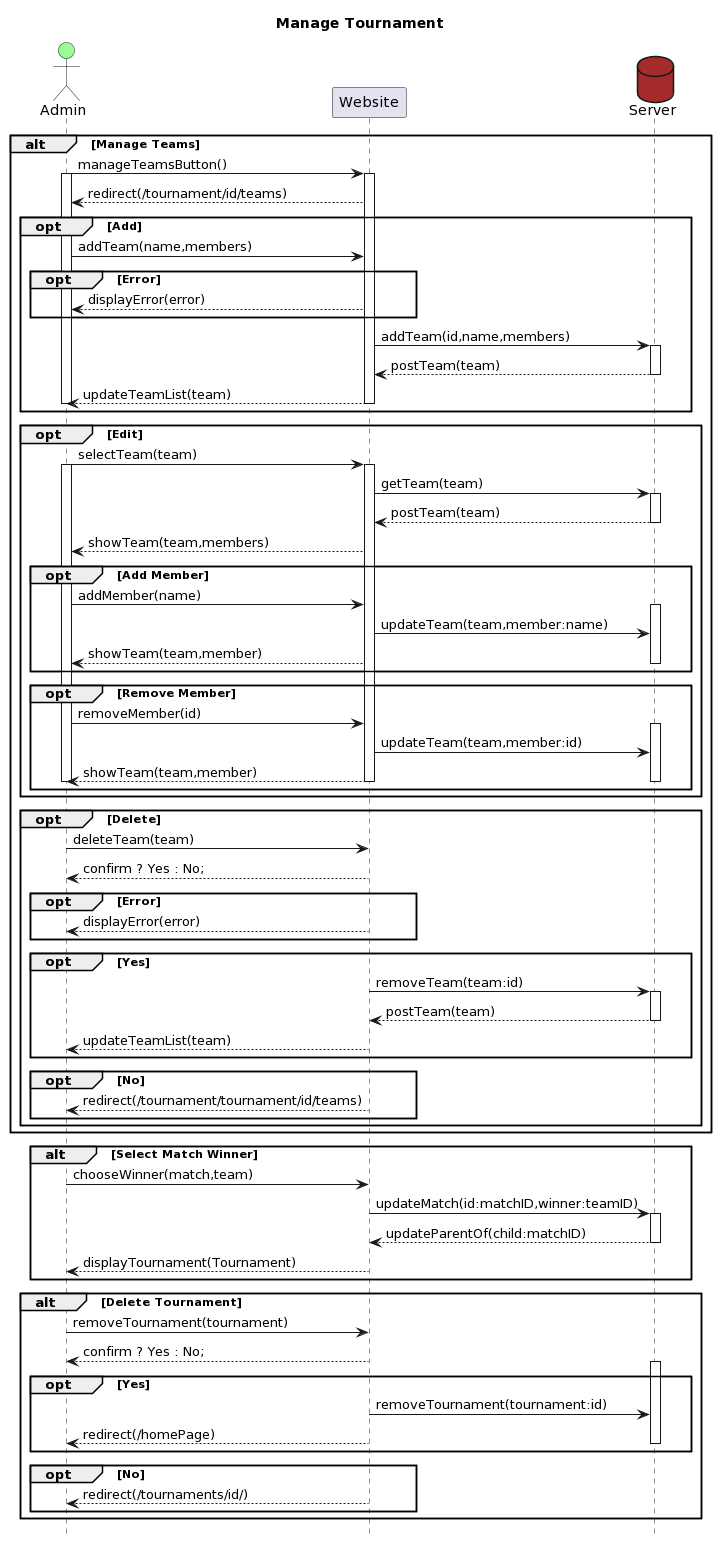 Manage Tournament
Admin
Website
Server
alt [Manage Teams]
manageTeamsButton()
redirect(/tournament/id/teams)
opt [Add]
addTeam(name,members)
opt [Error]
displayError(error)
addTeam(id,name,members)
postTeam(team)
updateTeamList(team)
opt [Edit]
selectTeam(team)
getTeam(team)
postTeam(team)
showTeam(team,members)
opt [Add Member]
addMember(name)
updateTeam(team,member:name)
showTeam(team,member)
opt [Remove Member]
removeMember(id)
updateTeam(team,member:id)
showTeam(team,member)
opt [Delete]
deleteTeam(team)
confirm ? Yes : No;
opt [Error]
displayError(error)
opt [Yes]
removeTeam(team:id)
postTeam(team)
updateTeamList(team)
opt [No]
redirect(/tournament/tournament/id/teams)
alt [Select Match Winner]
chooseWinner(match,team)
updateMatch(id:matchID,winner:teamID)
updateParentOf(child:matchID)
displayTournament(Tournament)
alt [Delete Tournament]
removeTournament(tournament)
confirm ? Yes : No;
opt [Yes]
removeTournament(tournament:id)
redirect(/homePage)
opt [No]
redirect(/tournaments/id/)